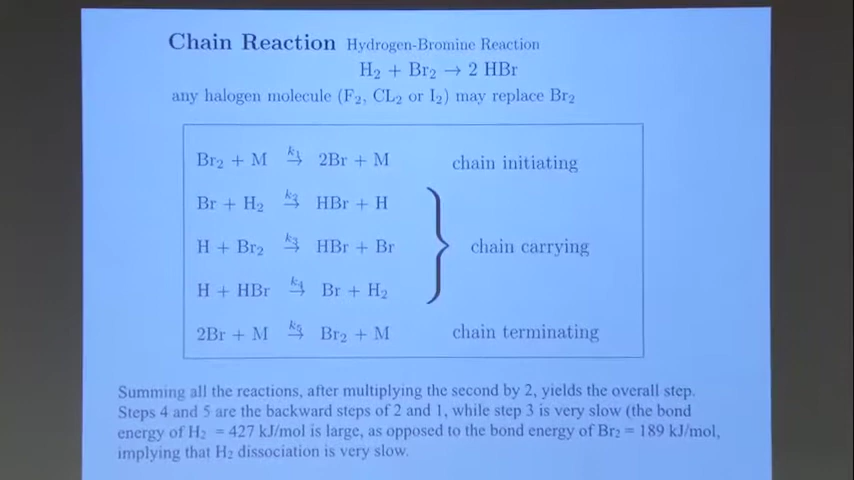 Chain Reaction Hydrogen-Bromine Reaction
H₂ + Br₂ → 2 HBr
any halogen molecule (F₂, CL₂ or I₂) may replace Br₂
Br₂ + M →^{k₁} 2Br + M chain initiating
Br + H₂ →^{k₂} HBr + H
H + Br₂ →^{k₃} HBr + Br chain carrying
H + HBr →^{k₄} Br + H₂
2Br + M →^{k₅} Br₂ + M chain terminating
Summing all the reactions, after multiplying the second by 2, yields the overall step.
Steps 4 and 5 are the backward steps of 2 and 1, while step 3 is very slow (the bond
energy of H₂ = 427 kJ/mol is large, as opposed to the bond energy of Br₂ = 189 kJ/mol,
implying that H₂ dissociation is very slow.